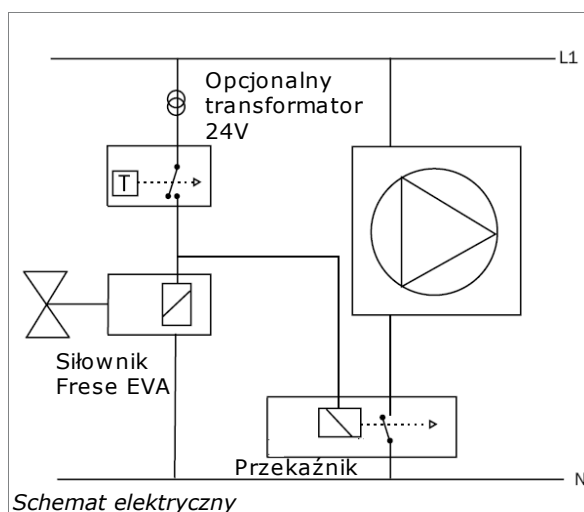 L1
Opcjonalny
transformator
24V
T
Siłownik
Frese EVA
Przekaźnik
N
Schemat elektryczny